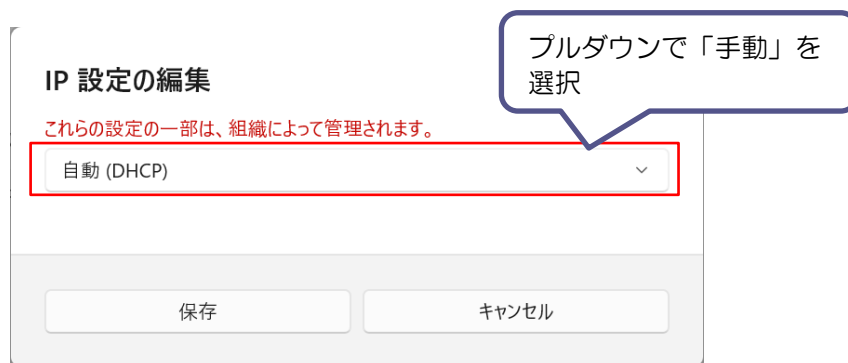 プルダウンで「手動」を
選択
IP 設定の編集
これらの設定の一部は、組織によって管理されます。
自動 (DHCP)
保存
キャンセル